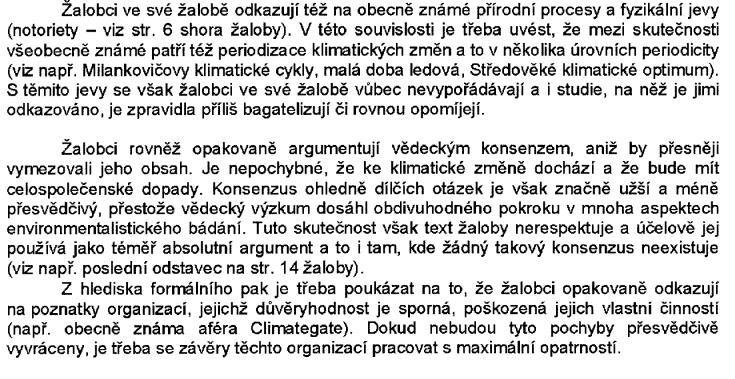 Žalobci ve své žalobě odkazují též na obecně známé přírodní procesy a fyzikální jevy
(notoriety – viz str. 6 shora žaloby). V této souvislosti je třeba uvést, že mezi skutečnosti
všeobecně známé patří též periodizace klimatických změn a to v několika úrovních periodicity
(viz např. Milankovičovy klimatické cykly, malá doba ledová, Středověké klimatické optimum).
S těmito jevy se však žalobci ve své žalobě vůbec nevypořádávají a i studie, na něž je jimi
odkazováno, je zpravidla příliš bagatelizují či rovnou opomíjejí.
Žalobci rovněž opakovaně argumentují vědeckým konsenzem, aniž by přesněji
vymezovali jeho obsah. Je nepochybné, že ke klimatické změně dochází a že bude mít
celospolečenské dopady. Konsenzus ohledně dílčích otázek je však značně užší a méně
přesvědčivý, přestože vědecký výzkum dosáhl obdivuhodného pokroku v mnoha aspektech
environmentalistického bádání. Tuto skutečnost však text žaloby nerespektuje a účelově jej
používá jako téměř absolutní argument a to i tam, kde žádný takový konsenzus neexistuje
(viz např. poslední odstavec na str. 14 žaloby).
Z hlediska formálního pak je třeba poukázat na to, že žalobci opakovaně odkazují
na poznatky organizací, jejichž důvěryhodnost je sporná, poškozená jejich vlastní činností
(např. obecně známa aféra Climategate). Dokud nebudou tyto pochyby přesvědčivě
vyvráceny, je třeba se závěry těchto organizací pracovat s maximální opatrností.